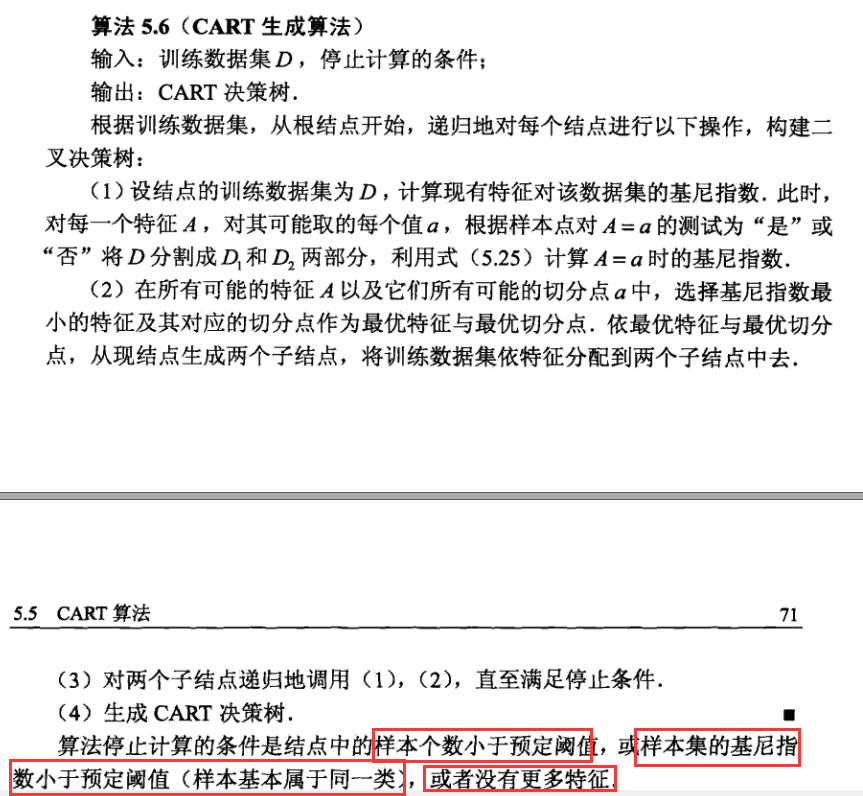 算法 5.6（CART 生成算法）
输入：训练数据集 D ，停止计算的条件；
输出：CART 决策树．
根据训练数据集，从根结点开始，递归地对每个结点进行以下操作，构建二
叉决策树：
（1）设结点的训练数据集为 D ，计算现有特征对该数据集的基尼指数．此时，
对每一个特征 A ，对其可能取的每个值 a ，根据样本点对 A = a 的测试为“是”或
“否”将 D 分割成 D₁ 和 D₂ 两部分，利用式（5.25）计算 A = a 时的基尼指数．
（2）在所有可能的特征 A 以及它们所有可能的切分点 a 中，选择基尼指数最
小的特征及其对应的切分点作为最优特征与最优切分点．依最优特征与最优切分
点，从现结点生成两个子结点，将训练数据集依特征分配到两个子结点中去．
5.5 CART 算法 71
（3）对两个子结点递归地调用（1），（2），直至满足停止条件．
（4）生成 CART 决策树． ■
算法停止计算的条件是结点中的样本个数小于预定阈值，或样本集的基尼指
数小于预定阈值（样本基本属于同一类），或者没有更多特征．